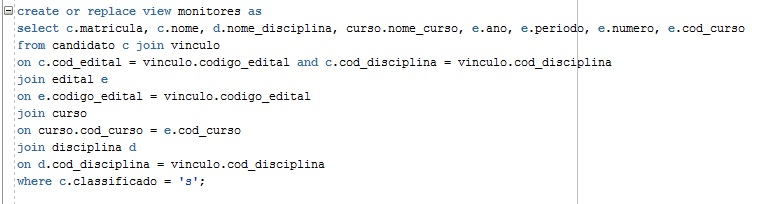 create or replace view monitores as
select c.matricula, c.nome, d.nome_disciplina, curso.nome_curso, e.ano, e.periodo, e.numero, e.cod_curso
from candidato c join vinculo
on c.cod_edital = vinculo.codigo_edital and c.cod_disciplina = vinculo.cod_disciplina
join edital e
on e.codigo_edital = vinculo.codigo_edital
join curso
on curso.cod_curso = e.cod_curso
join disciplina d
on d.cod_disciplina = vinculo.cod_disciplina
where c.classificado = 's';